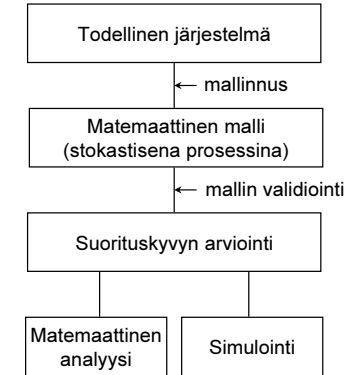 Todellinen järjestelmä
mallinnus
Matemaattinen malli
(stokastisena prosessina)
mallin validiointi
Suorituskyvyn arviointi
Matemaattinen
analyysi
Simulointi